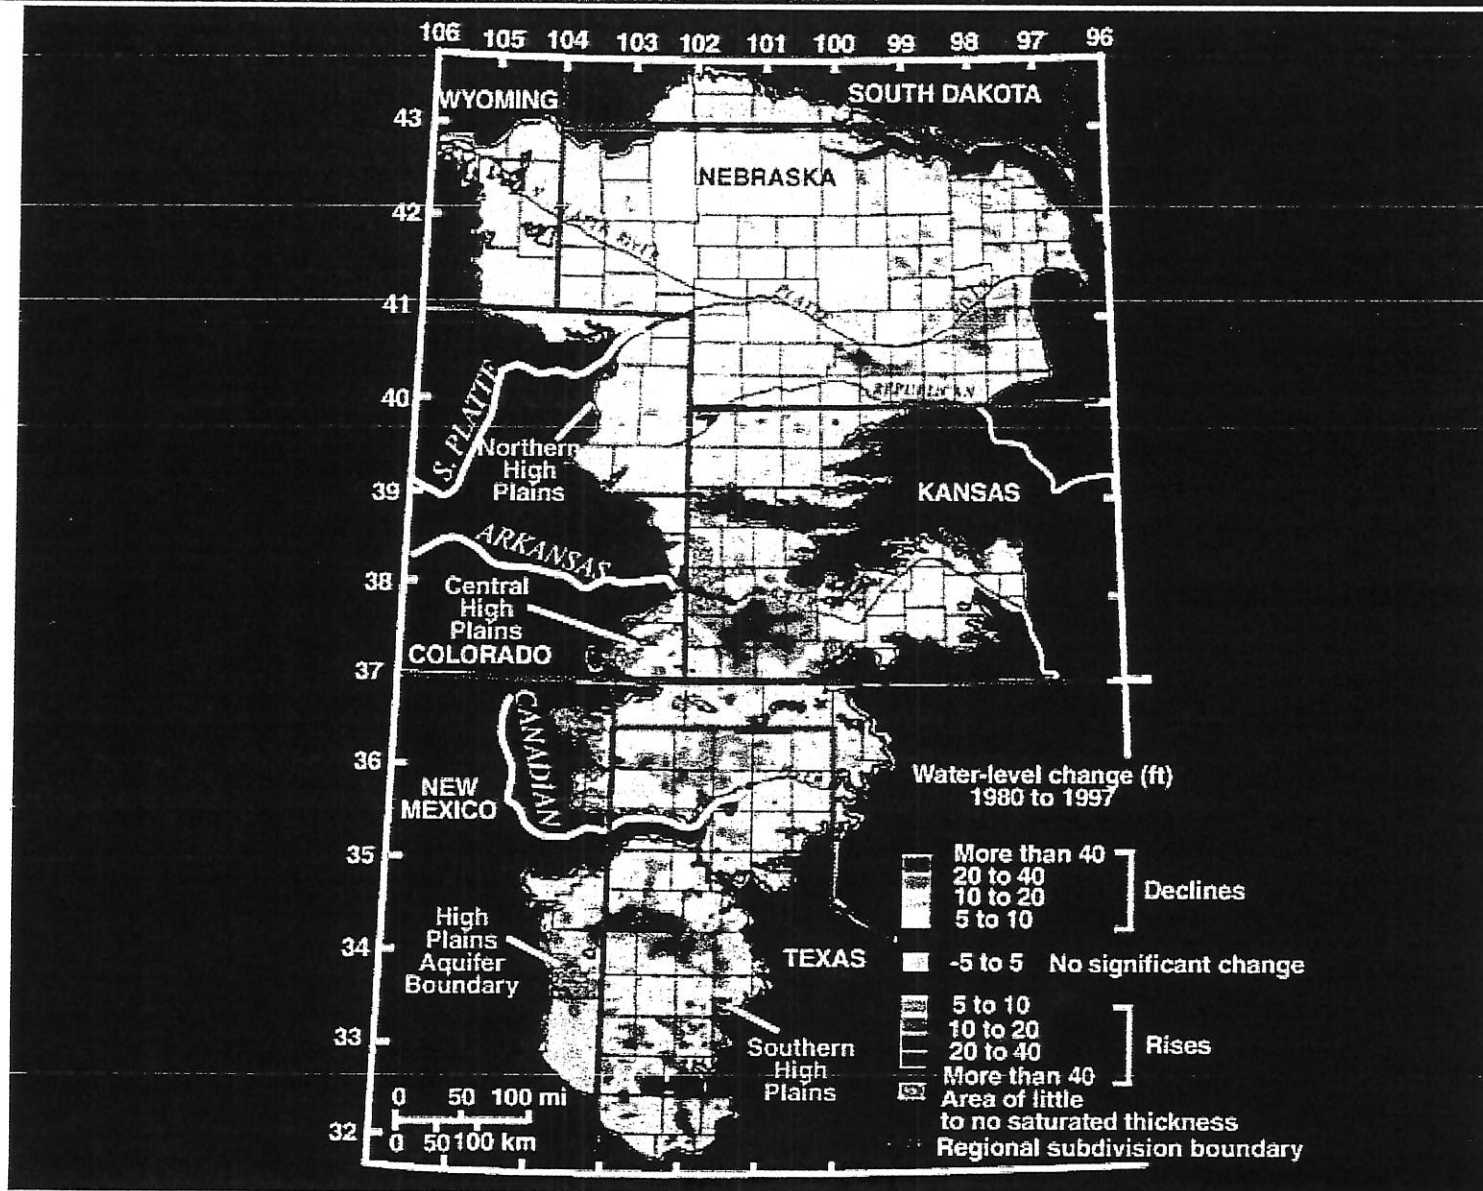 106 105 104 103 102 101 100 99 98 97 96
WYOMING
SOUTH DAKOTA
43
NEBRASKA
42
RIVER
41
PLATTE
S. PLATTE
REPUBLICAN
40
Northern
High
Plains
39
KANSAS
ARKANSAS
38
Central
High
Plains
COLORADO
37
CANADIAN
36
NEW
MEXICO
Water-level change (ft)
1980 to 1997
35
More than 40
20 to 40
10 to 20
5 to 10
Declines
High
Plains
Aquifer
Boundary
34
TEXAS
-5 to 5 No significant change
5 to 10
10 to 20
20 to 40
More than 40
Rises
33
Southern
High
Plains
Area of little
to no saturated thickness
Regional subdivision boundary
0 50 100 mi
0 50 100 km
32